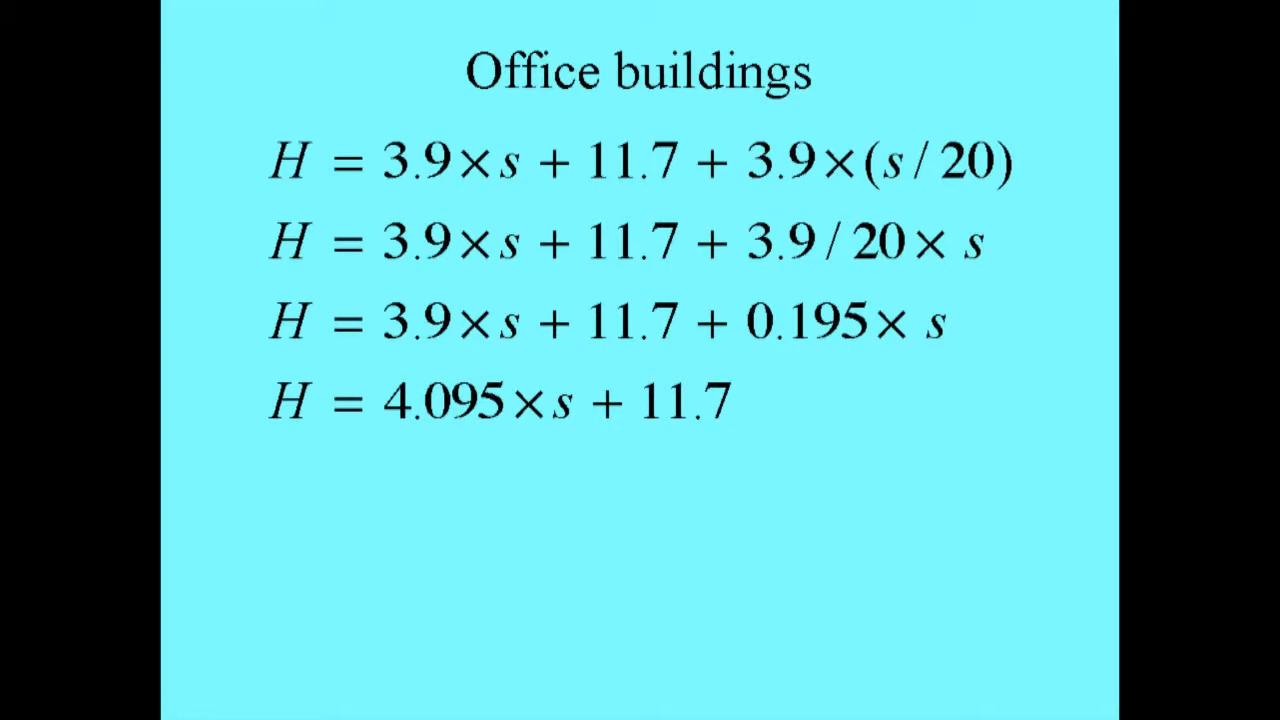 Office buildings
H = 3.9 × s + 11.7 + 3.9 × (s / 20)
H = 3.9 × s + 11.7 + 3.9 / 20 × s
H = 3.9 × s + 11.7 + 0.195 × s
H = 4.095 × s + 11.7